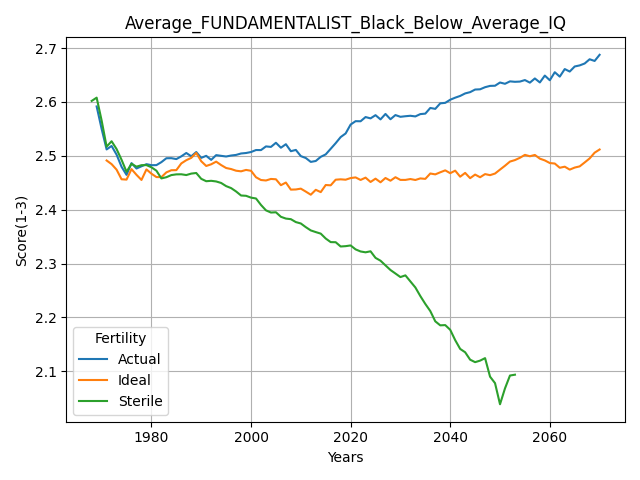 Average_FUNDAMENTALIST_Black_Below_Average_IQ
2.7
2.6
2.5
2.4
2.3
2.2
2.1
Score(1-3)
Fertility
Actual
Ideal
Sterile
1980
2000
2020
2040
2060
Years